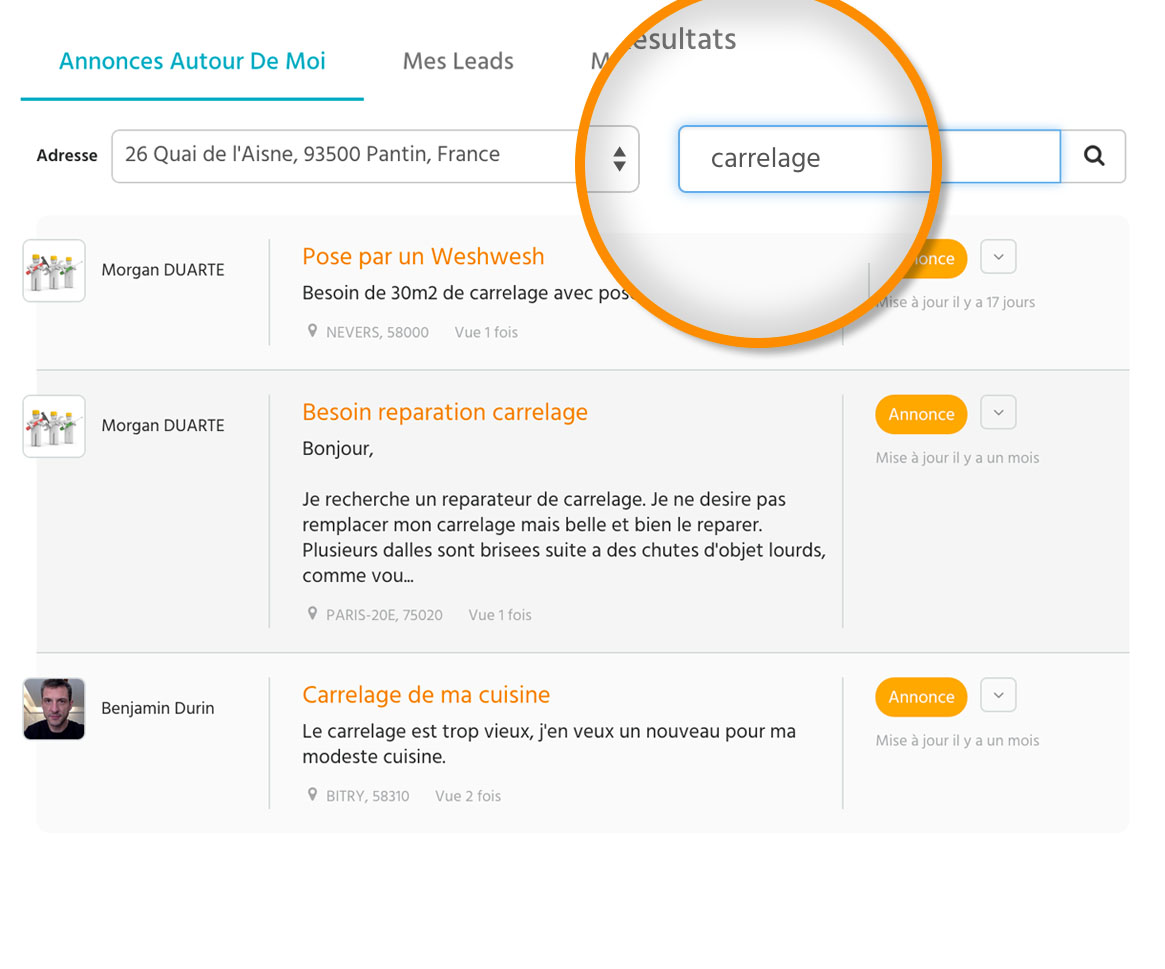 Annonces Autour De Moi
Mes Leads
Adresse
26 Quai de l'Aisne, 93500 Pantin, France
carrelage
Morgan DUARTE
Pose par un Weshwesh
Besoin de 30m2 de carrelage avec
NEVERS, 58000 Vue 1 fois
Mise à jour il y a 17 jours
Morgan DUARTE
Besoin reparation carrelage
Bonjour,
Je recherche un reparateur de carrelage. Je ne desire pas
remplacer mon carrelage mais belle et bien le reparer.
Plusieurs dalles sont brisees suite a des chutes d'objet lourds,
comme vou...
PARIS-20E, 75020 Vue 1 fois
Annonce
Mise à jour il y a un mois
Benjamin Durin
Carrelage de ma cuisine
Le carrelage est trop vieux, j'en veux un nouveau pour ma
modeste cuisine.
BITRY, 58310 Vue 2 fois
Annonce
Mise à jour il y a un mois